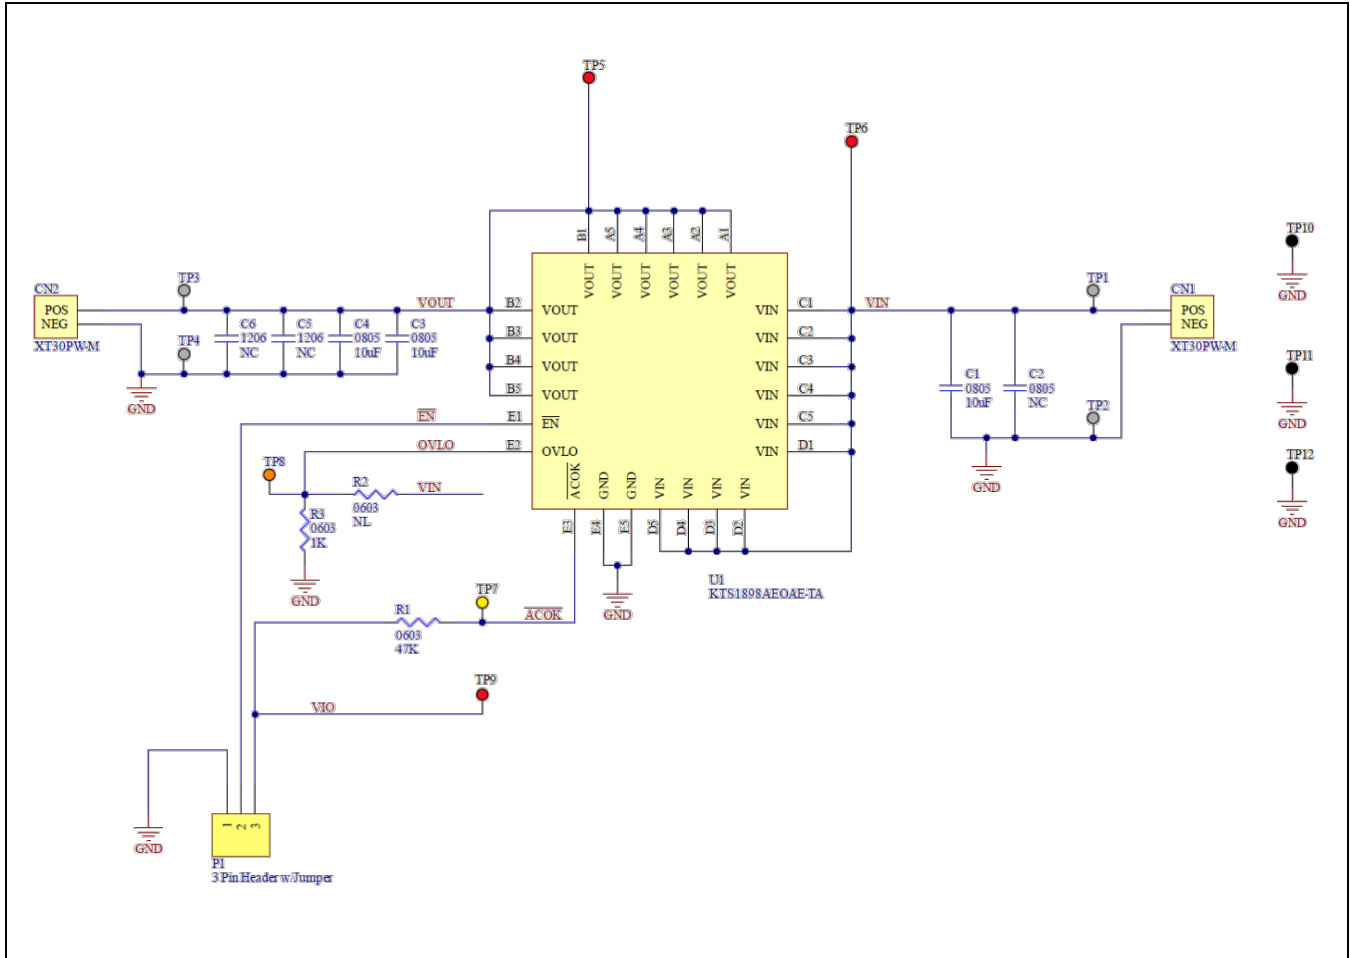 TP5
TP6
TP10
GND
TP11
GND
TP12
GND
B1
A5
A4
A3
A2
A1
VOUT
VOUT
VOUT
VOUT
VOUT
VOUT
CN2
POS
NEG
XT30PW-M
TP3
TP4
GND
C6
1206
NC
C5
1206
NC
C4
0805
10uF
C3
0805
10uF
VOUT
B2
VOUT
B3
VOUT
B4
VOUT
B5
VOUT
EN
E1
EN
OVLO
E2
OVLO
VIN
C1
VIN
VIN
C2
VIN
C3
VIN
C4
VIN
C5
VIN
D1
C1
0805
10uF
C2
0805
NC
TP1
TP2
GND
CN1
POS
NEG
XT30PW-M
ACOK
GND
GND
VIN
VIN
VIN
VIN
E3
E4
E5
D5
D4
D3
D2
TP8
R2
0603
NL
VIN
R3
0603
1K
GND
GND
U1
KTS1898AEOAE-TA
R1
0603
47K
TP7
ACOK
TP9
VIO
GND
1
2
3
P1
3 Pin Header w/Jumper